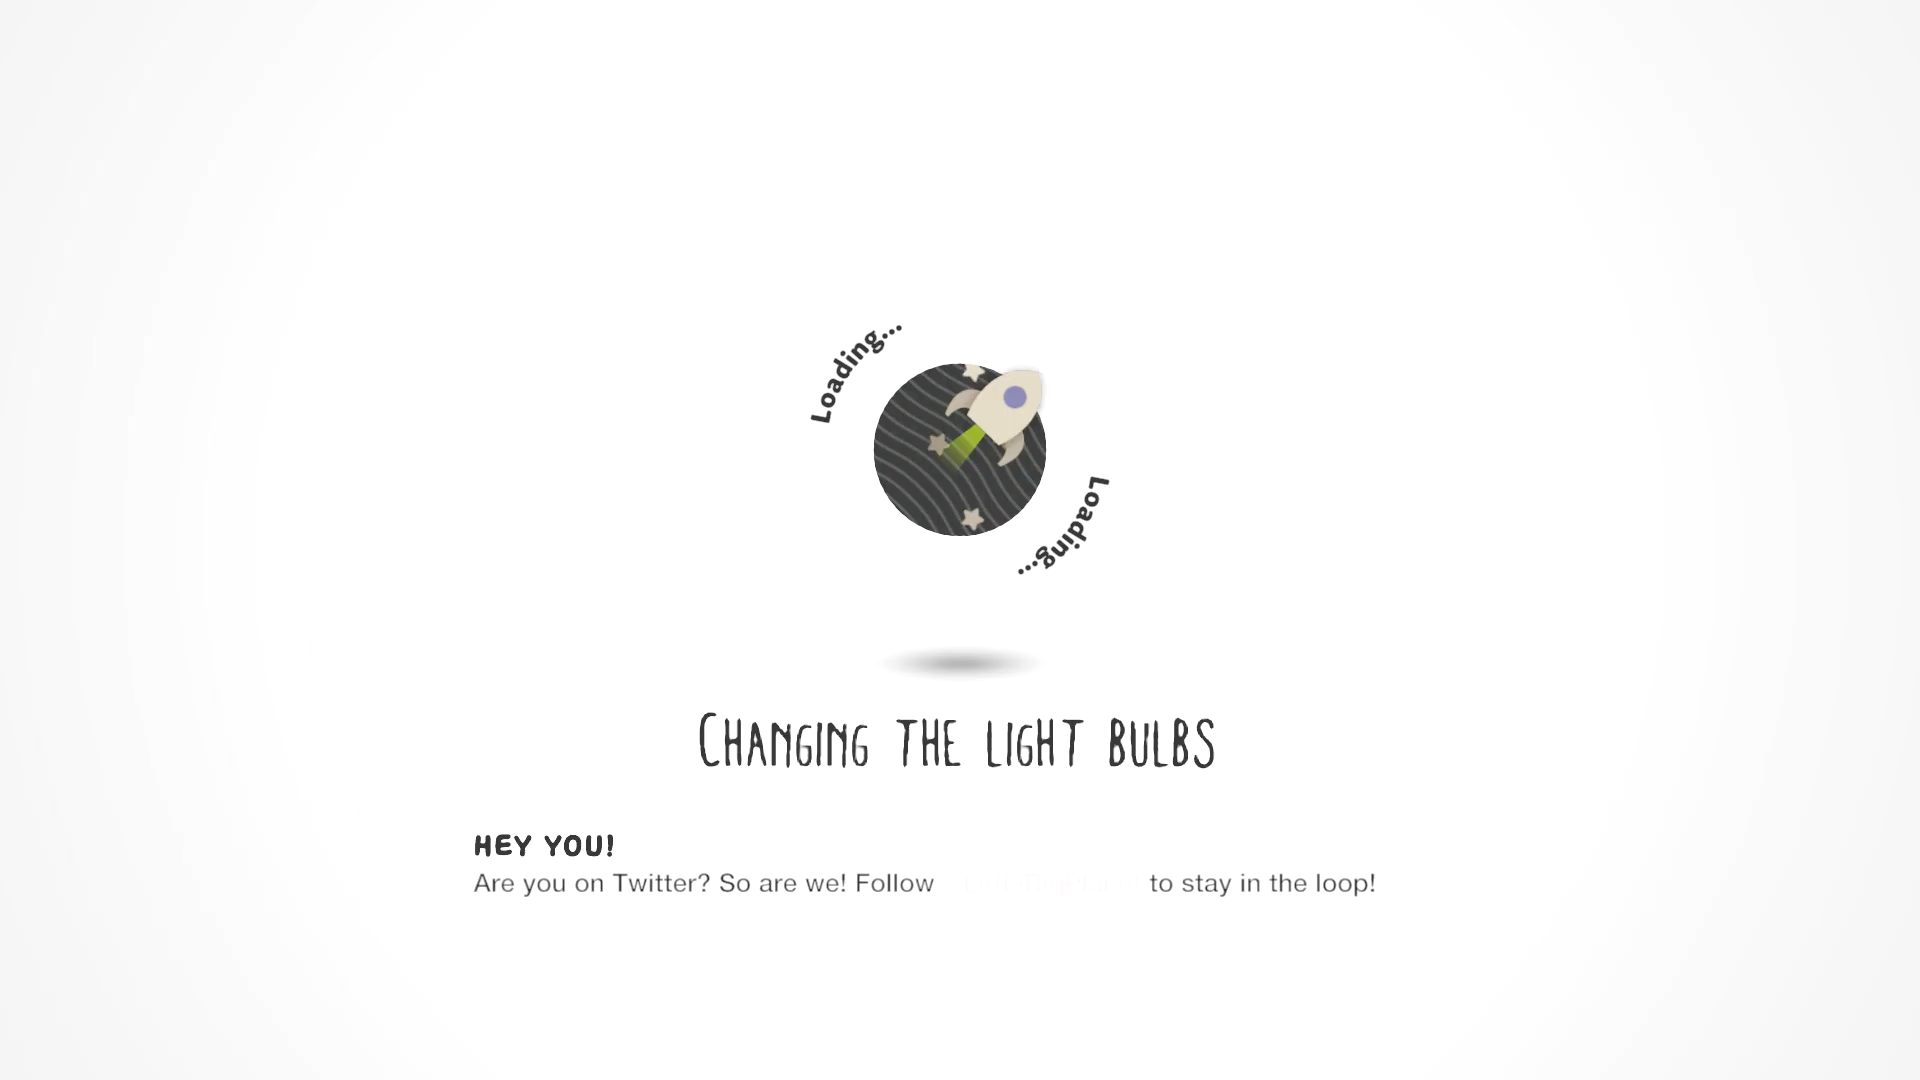 Loading...
Loading...
CHANGING THE LIGHT BULBS
HEY YOU!
Are you on Twitter? So are we! Follow to stay in the loop!